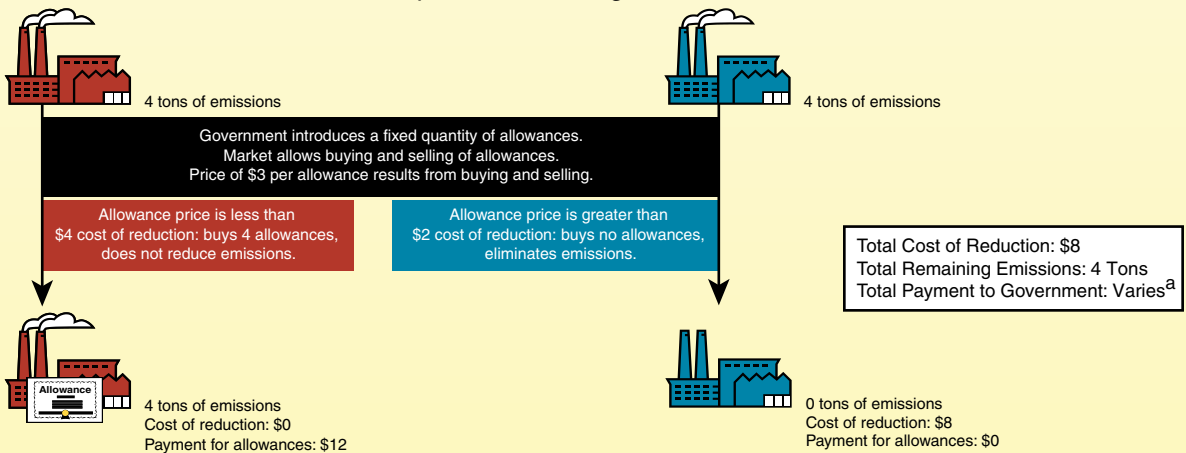 4 tons of emissions
4 tons of emissions
Government introduces a fixed quantity of allowances.
Market allows buying and selling of allowances.
Price of $3 per allowance results from buying and selling.
Allowance price is less than
$4 cost of reduction: buys 4 allowances,
does not reduce emissions.
Allowance price is greater than
$2 cost of reduction: buys no allowances,
eliminates emissions.
Total Cost of Reduction: $8
Total Remaining Emissions: 4 Tons
Total Payment to Government: Variesa
Allowance
4 tons of emissions
Cost of reduction: $0
Payment for allowances: $12
0 tons of emissions
Cost of reduction: $8
Payment for allowances: $0